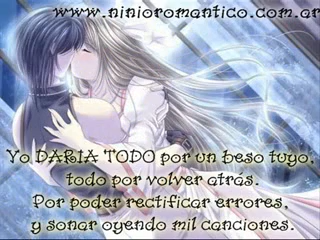 www.ninioromantico.com.ar
Yo DARIA TODO por un beso tuyo,
todo por volver atrás.
Por poder rectificar errores,
y soñar oyendo mil canciones.